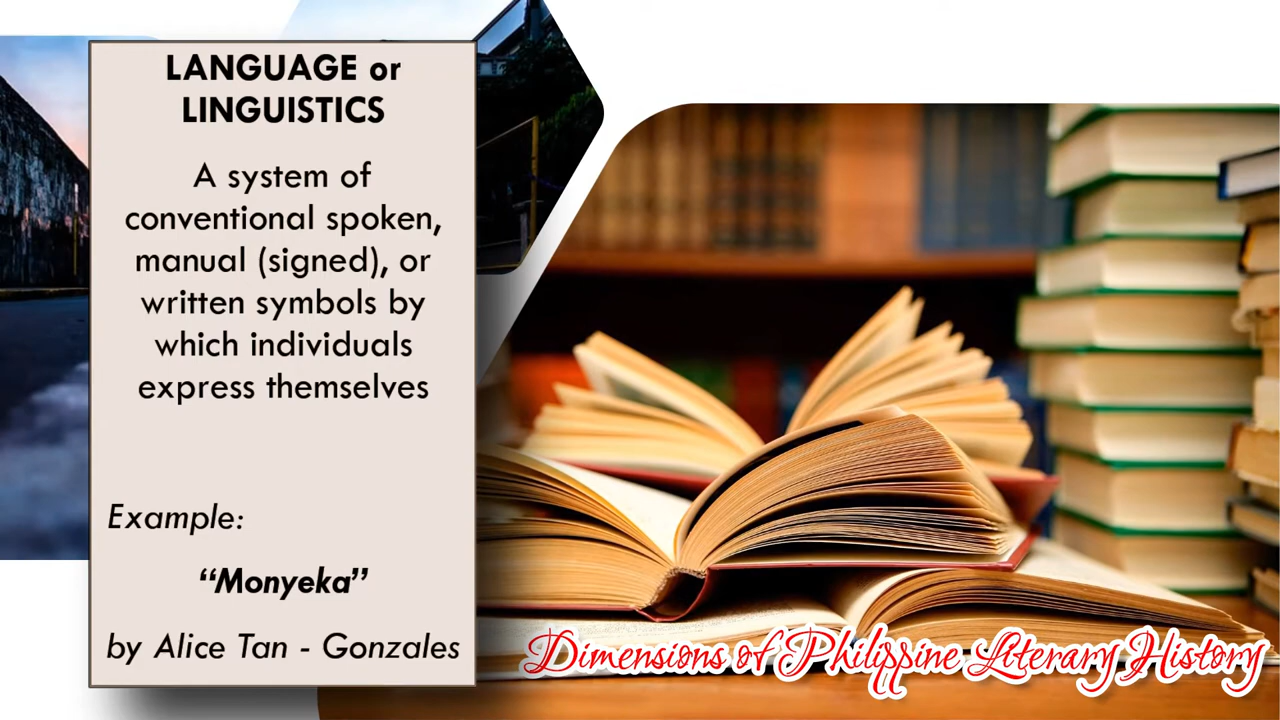 LANGUAGE or
LINGUISTICS
A system of
conventional spoken,
manual (signed), or
written symbols by
which individuals
express themselves
Example:
“Monyeka”
by Alice Tan - Gonzales
Dimensions of Philippine Literary History